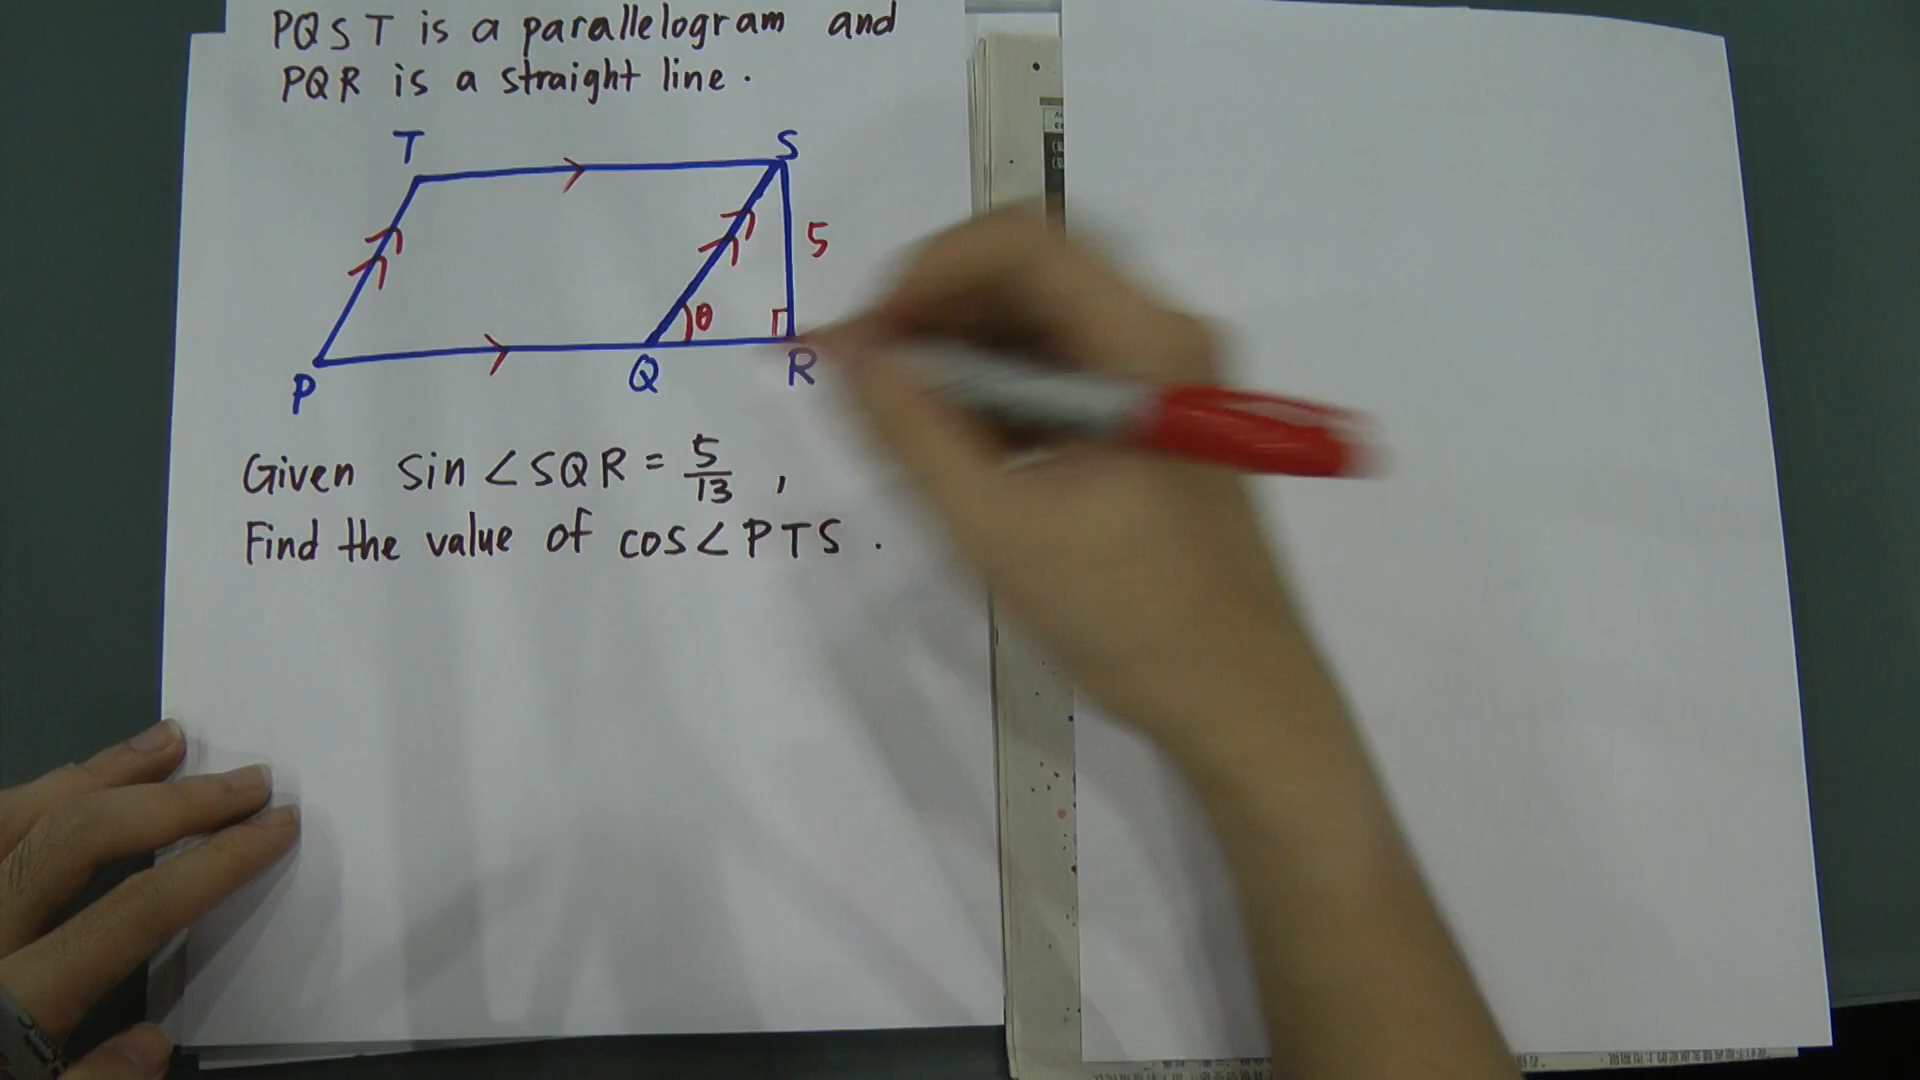 PQST is a parallelogram and
PQR is a straight line.
T
S
5
θ
P
Q
R
Given sin∠SQR = 5/13,
Find the value of cos∠PTS.